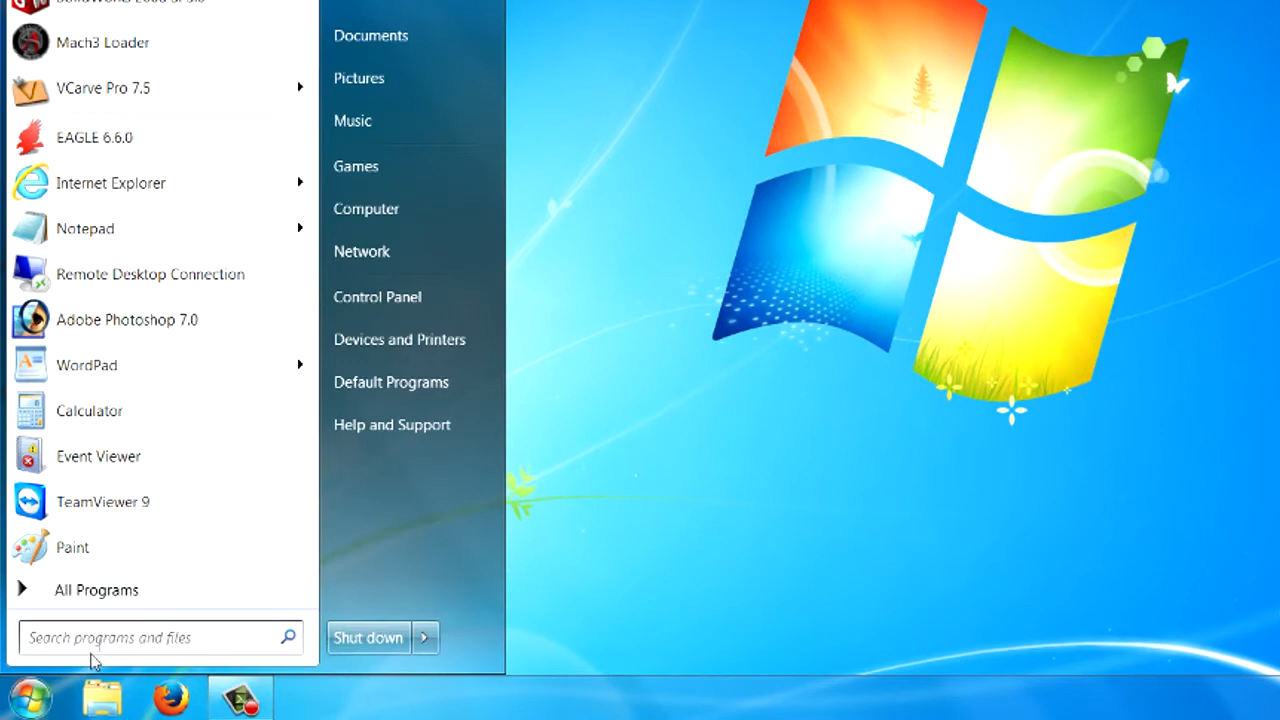 Mach3 Loader
VCarve Pro 7.5
EAGLE 6.6.0
Internet Explorer
Notepad
Remote Desktop Connection
Adobe Photoshop 7.0
WordPad
Calculator
Event Viewer
TeamViewer 9
Paint
All Programs
Search programs and files
Documents
Pictures
Music
Games
Computer
Network
Control Panel
Devices and Printers
Default Programs
Help and Support
Shut down